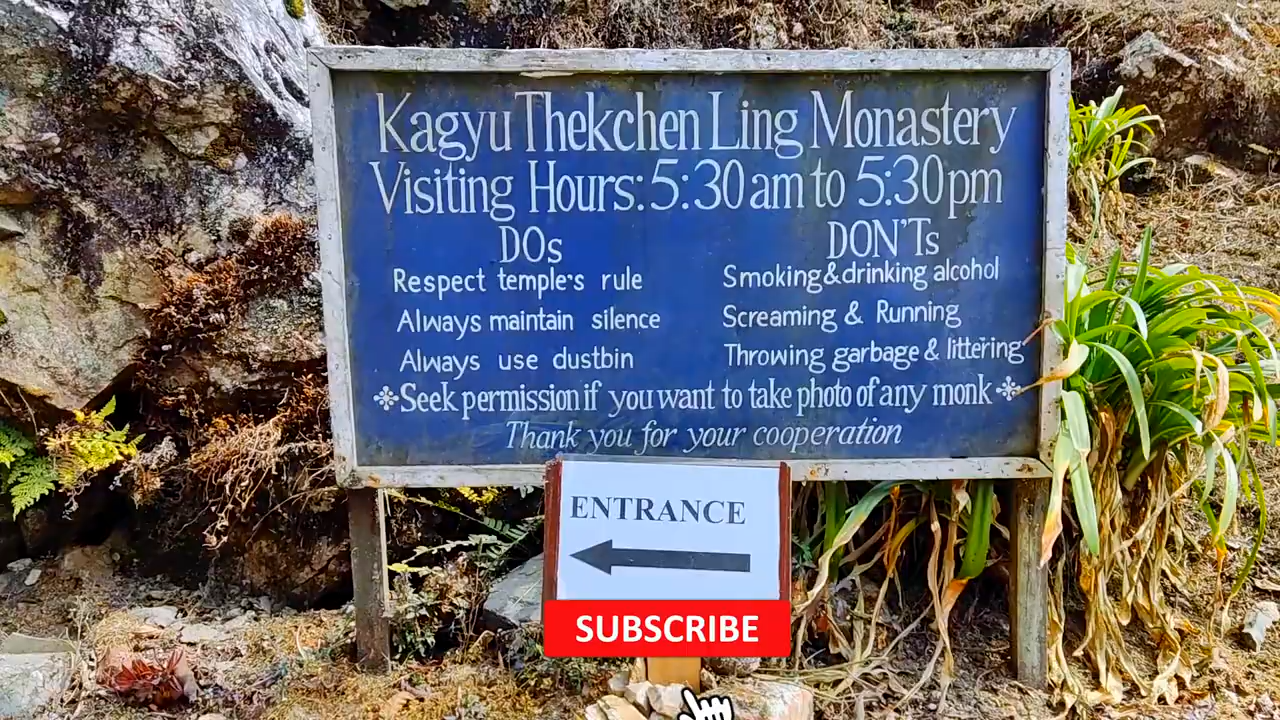 Kagyu Thekchen Ling Monastery
Visiting Hours: 5:30 am to 5:30 pm
DOs
Respect temple's rule
Always maintain silence
Always use dustbin
DON'Ts
Smoking & drinking alcohol
Screaming & Running
Throwing garbage & littering
Seek permission if you want to take photo of any monk
Thank you for your cooperation
ENTRANCE
SUBSCRIBE